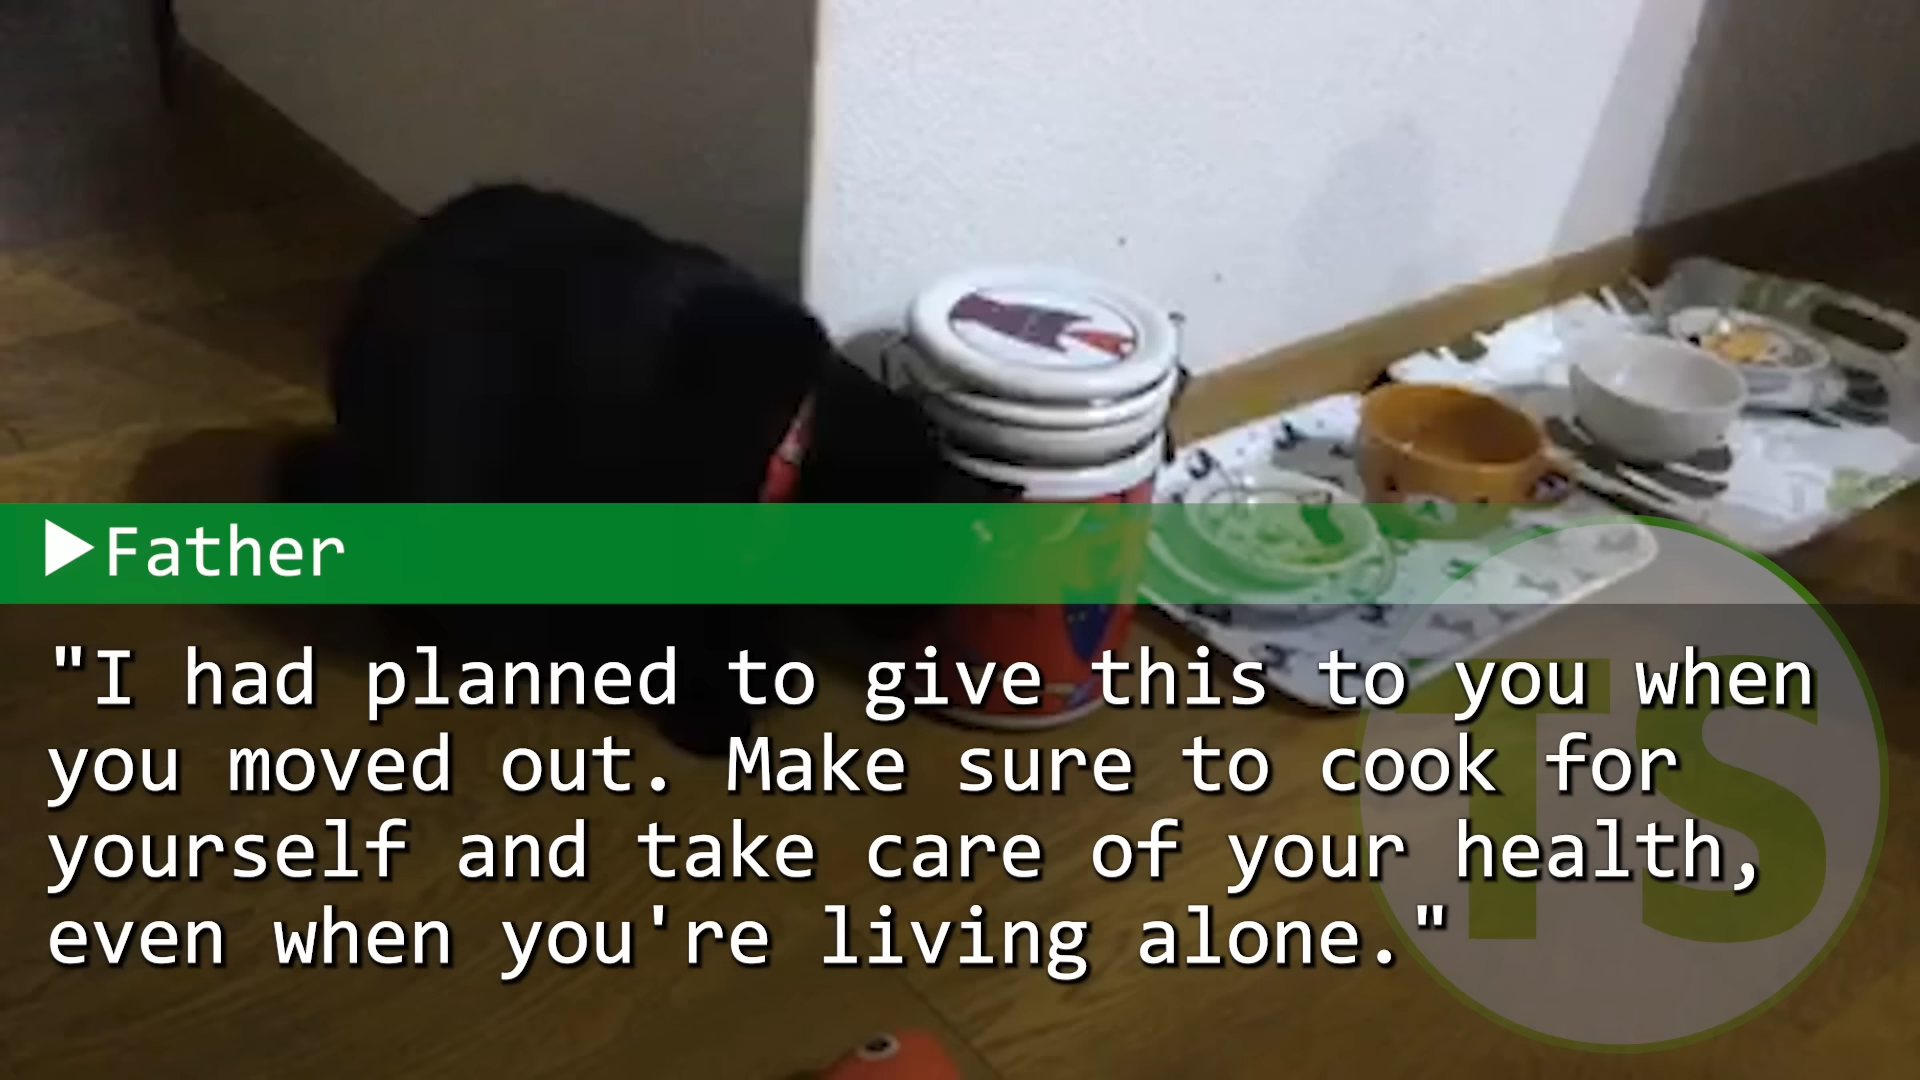 ▶Father
"I had planned to give this to you when
you moved out. Make sure to cook for
yourself and take care of your health,
even when you're living alone."
TS